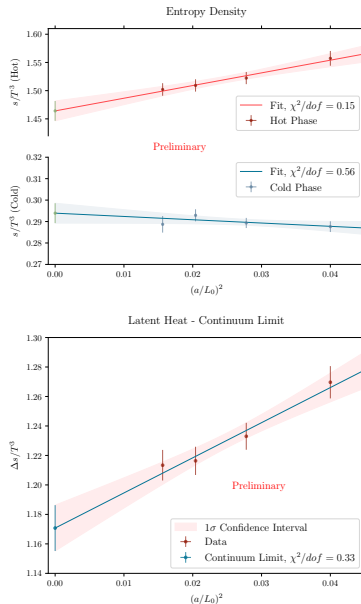 Entropy Density
1.60
1.55
1.50
1.45
s/T³ (Hot)
Fit, χ²/dof = 0.15
Hot Phase
Preliminary
0.32
0.31
0.30
0.29
0.28
0.27
s/T³ (Cold)
Fit, χ²/dof = 0.56
Cold Phase
0.00 0.01 0.02 0.03 0.04
(a/L₀)²
Latent Heat - Continuum Limit
1.30
1.28
1.26
1.24
1.22
1.20
1.18
1.16
1.14
Δs/T³
Preliminary
1σ Confidence Interval
Data
Continuum Limit, χ²/dof = 0.33
0.00 0.01 0.02 0.03 0.04
(a/L₀)²